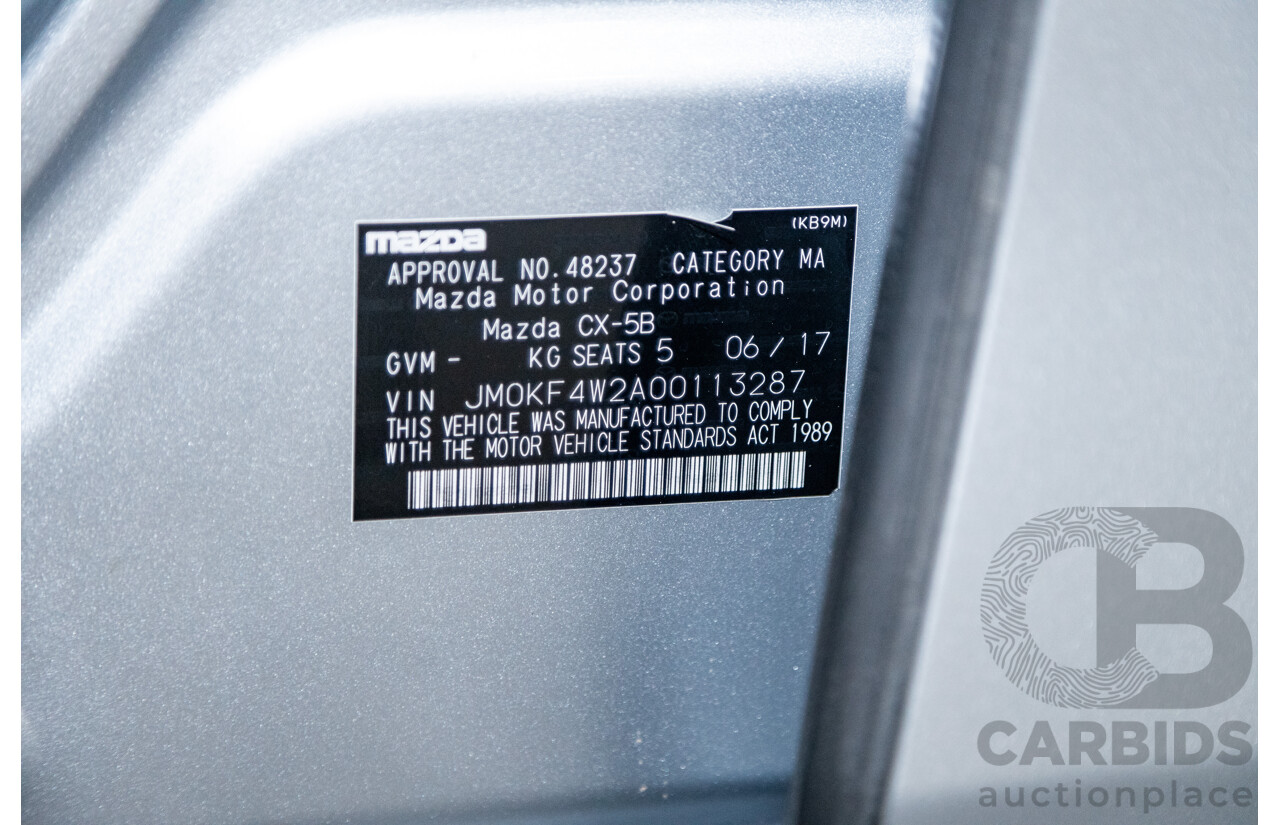 (KB9M)
mazda
APPROVAL NO. 48237 CATEGORY MA
Mazda Motor Corporation
Mazda CX-5B
GVM - KG SEATS 5 06 / 17
VIN JM0KF4W2A00113287
THIS VEHICLE WAS MANUFACTURED TO COMPLY
WITH THE MOTOR VEHICLE STANDARDS ACT 1989
CB
CARBIDS
auctionplace